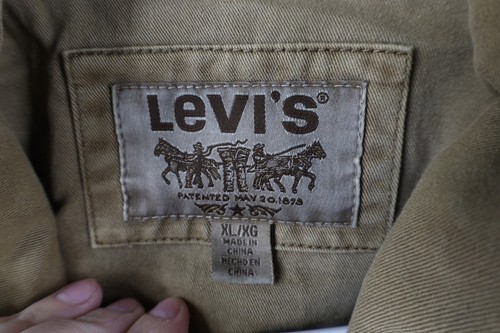 LEVI'S®
PATENTED MAY 20.1873
XL/XG
MADE IN
CHINA
HECHO EN
CHINA